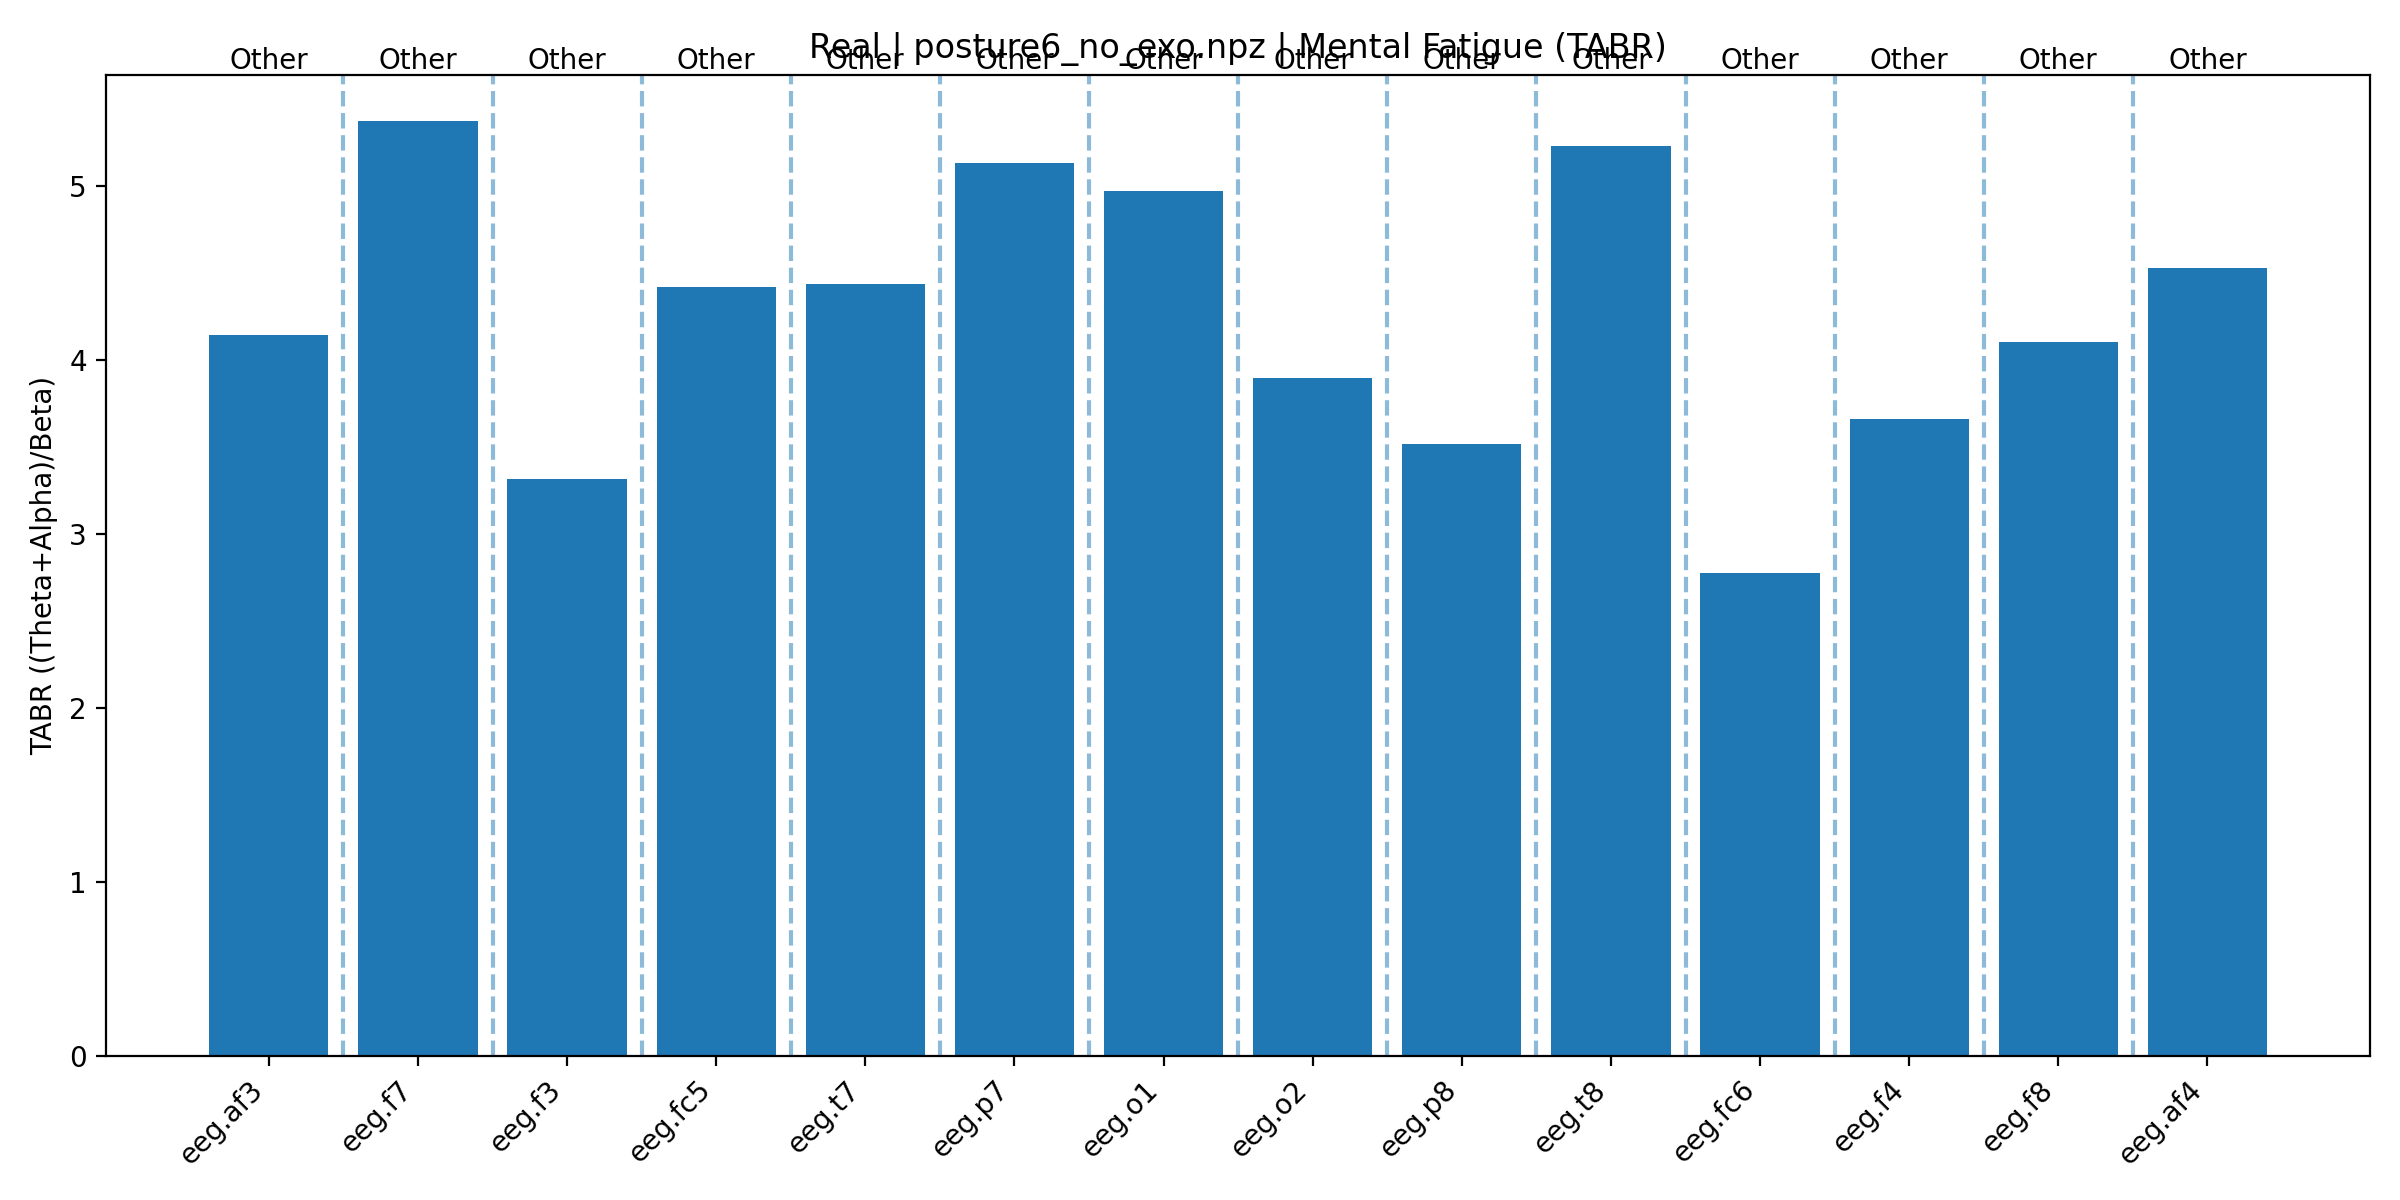 Real | posture6_no_exo.npz | Mental Fatigue (TABR)
Other Other Other Other Other Other Other Other Other Other Other Other Other Other
TABR ((Theta+Alpha)/Beta)
5
4
3
2
1
0
eeg.af3 eeg.f7 eeg.f3 eeg.fc5 eeg.t7 eeg.p7 eeg.o1 eeg.o2 eeg.p8 eeg.t8 eeg.fc6 eeg.f4 eeg.f8 eeg.af4